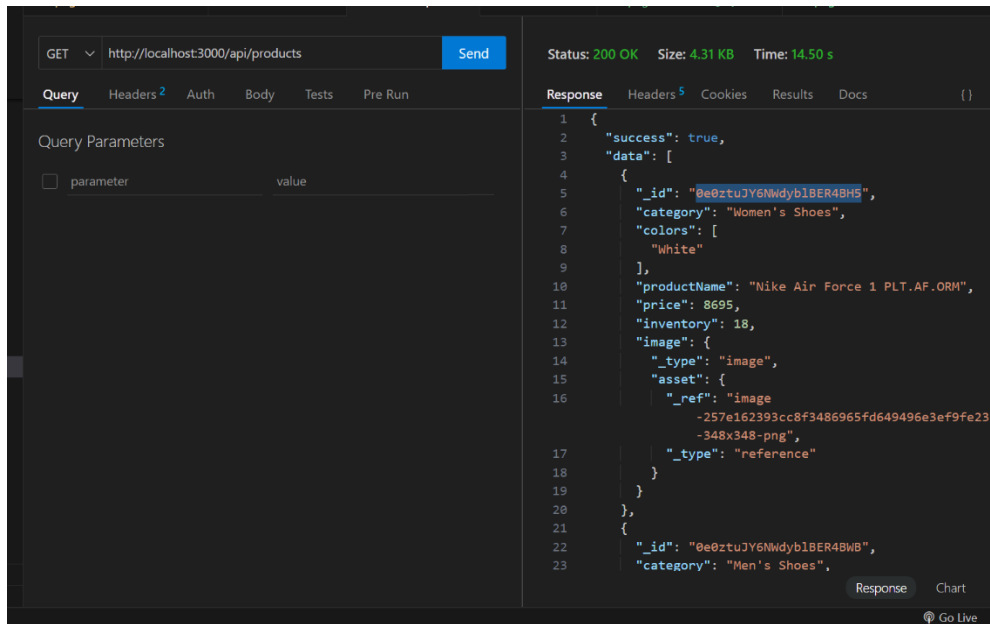 GET http://localhost:3000/api/products Send
Query Headers 2 Auth Body Tests Pre Run
Query Parameters
parameter value
Status: 200 OK Size: 4.31 KB Time: 14.50 s
Response Headers 5 Cookies Results Docs { }
1 {
2 "success": true,
3 "data": [
4 {
5 "_id": "0e0ztuJY6NWdyblBER4BH5",
6 "category": "Women's Shoes",
7 "colors": [
8 "White"
9 ],
10 "productName": "Nike Air Force 1 PLT.AF.ORM",
11 "price": 8695,
12 "inventory": 18,
13 "image": {
14 "_type": "image",
15 "asset": {
16 "_ref": "image
-257e162393cc8f3486965fd649496e3ef9fe23
-348x348-png",
17 "_type": "reference"
18 }
19 }
20 },
21 {
22 "_id": "0e0ztuJY6NWdyblBER4BWB",
23 "category": "Men's Shoes",
Response Chart
Go Live